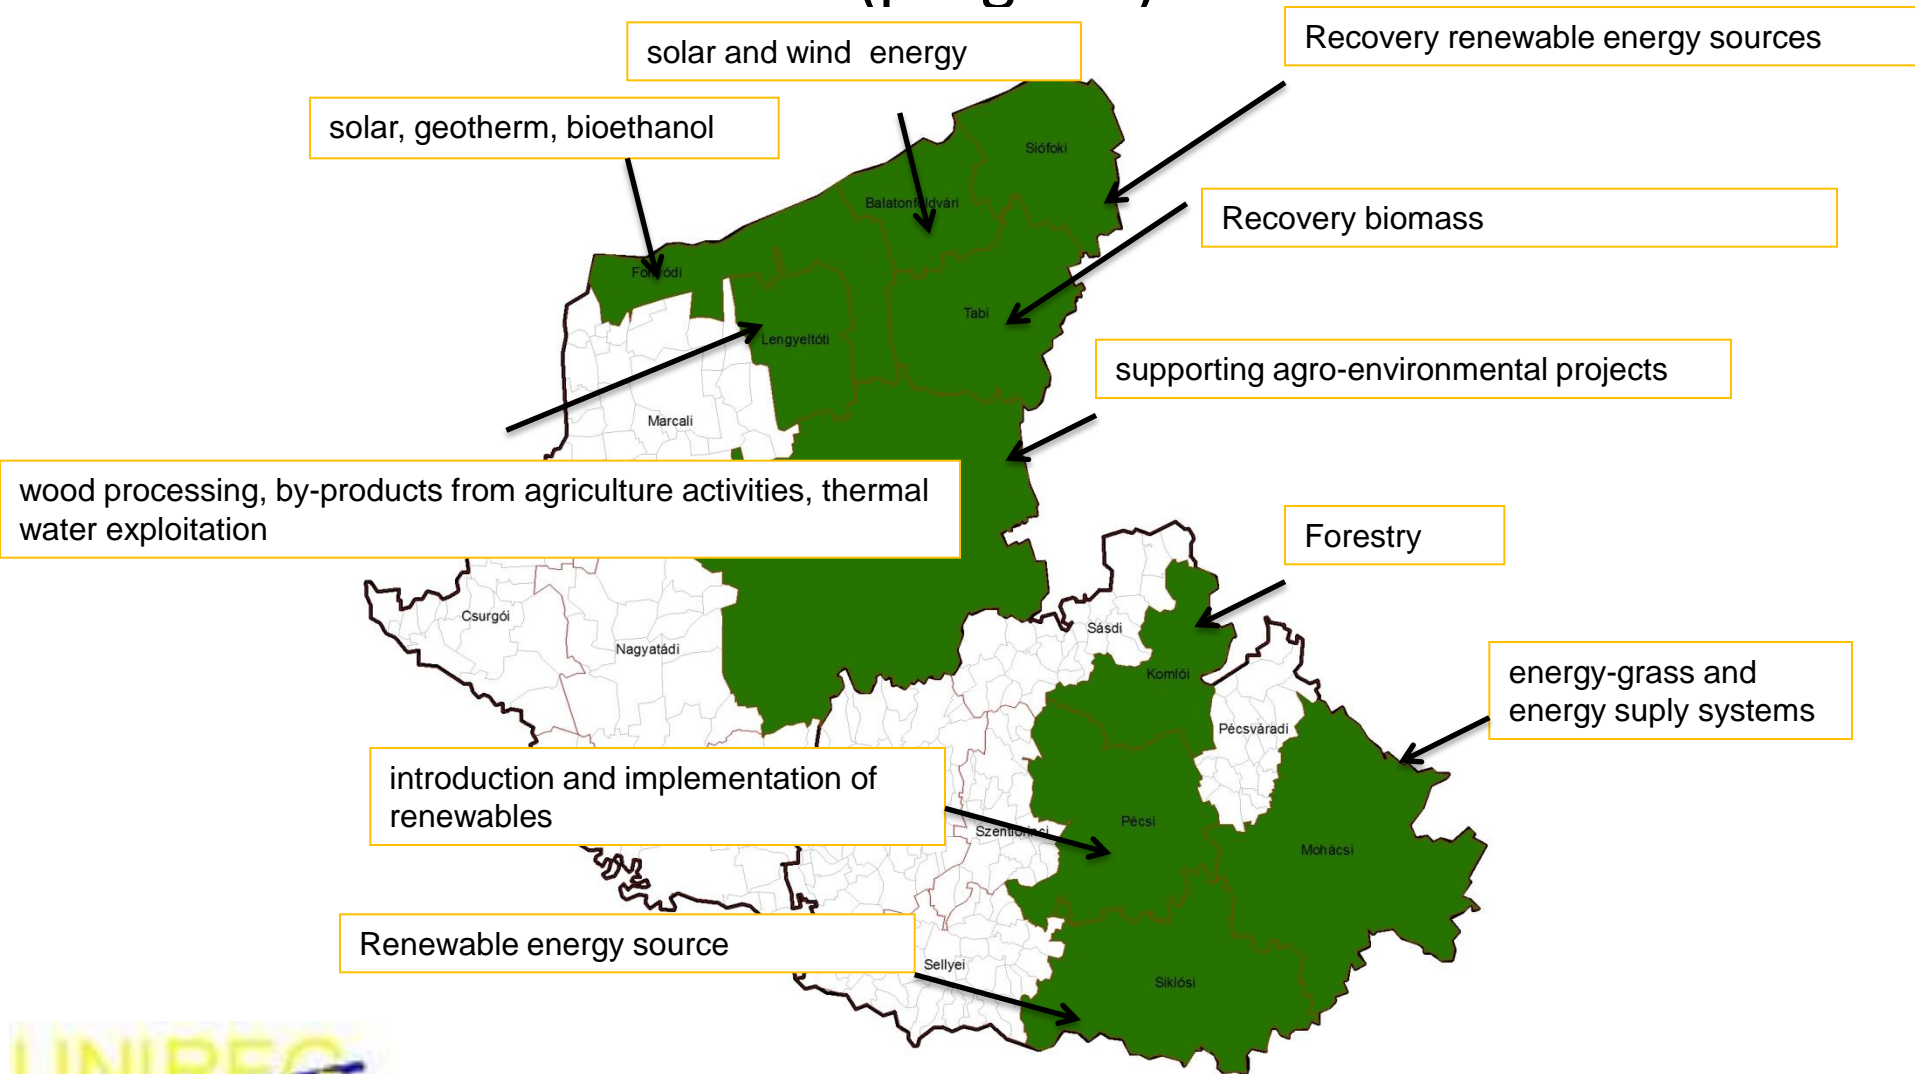 solar and wind energy
Recovery renewable energy sources
solar, geotherm, bioethanol
Siófoki
Balatonföldvári
Recovery biomass
Fonyódi
Tabi
Lengyeltóti
supporting agro-environmental projects
Marcali
wood processing, by-products from agriculture activities, thermal
water exploitation
Forestry
Csurgói
Sásdi
Nagyatádi
Komlói
energy-grass and
energy suply systems
Pécsváradi
introduction and implementation of
renewables
Pécsi
Szentlőrinci
Mohácsi
Renewable energy source
Sellyei
Siklósi